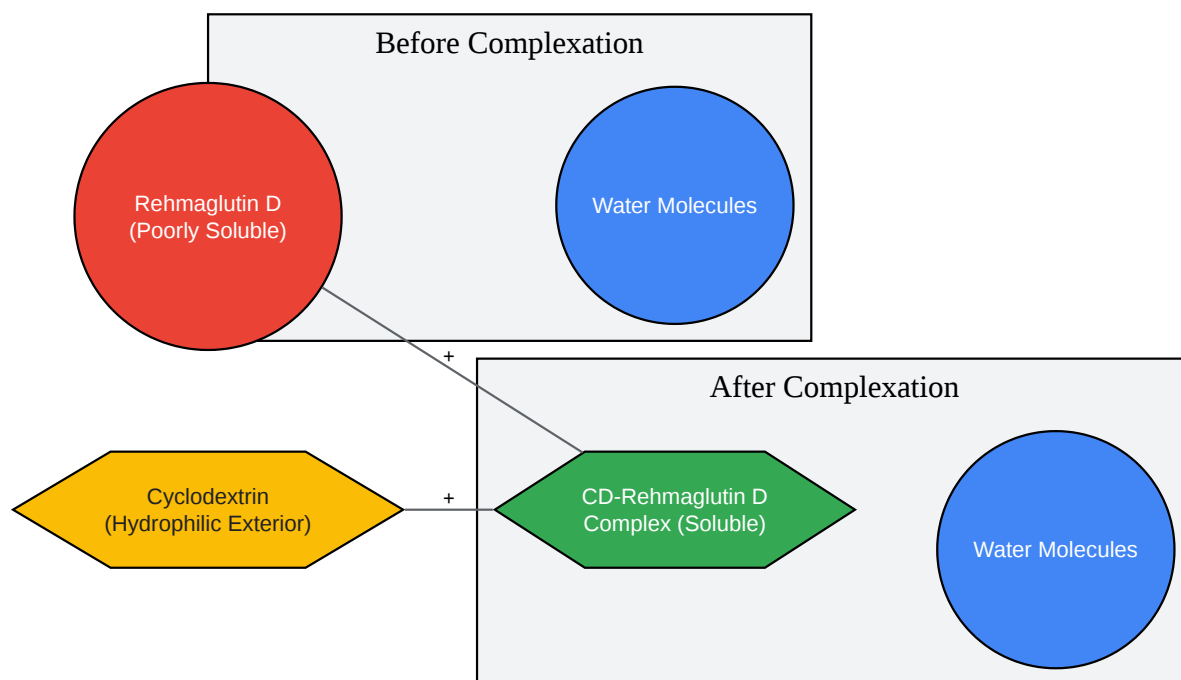 Before Complexation
Rehmaglutin D
(Poorly Soluble)
Water Molecules
+
After Complexation
Cyclodextrin
(Hydrophilic Exterior)
+
CD-Rehmaglutin D
Complex (Soluble)
Water Molecules